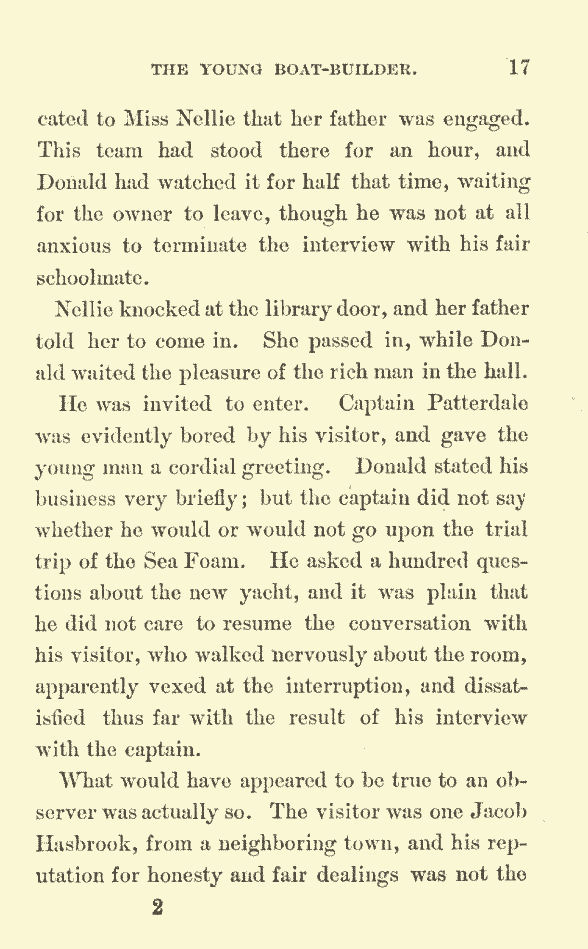 THE YOUNG BOAT-BUILDER. 17
cated to Miss Nellie that her father was engaged.
This team had stood there for an hour, and
Donald had watched it for half that time, waiting
for the owner to leave, though he was not at all
anxious to terminate the interview with his fair
schoolmate.
Nellie knocked at the library door, and her father
told her to come in. She passed in, while Don-
ald waited the pleasure of the rich man in the hall.
He was invited to enter. Captain Patterdale
was evidently bored by his visitor, and gave the
young man a cordial greeting. Donald stated his
business very briefly; but the captain did not say
whether he would or would not go upon the trial
trip of the Sea Foam. He asked a hundred ques-
tions about the new yacht, and it was plain that
he did not care to resume the conversation with
his visitor, who walked nervously about the room,
apparently vexed at the interruption, and dissat-
isfied thus far with the result of his interview
with the captain.
What would have appeared to be true to an ob-
server was actually so. The visitor was one Jacob
Hasbrook, from a neighboring town, and his rep-
utation for honesty and fair dealings was not the
2